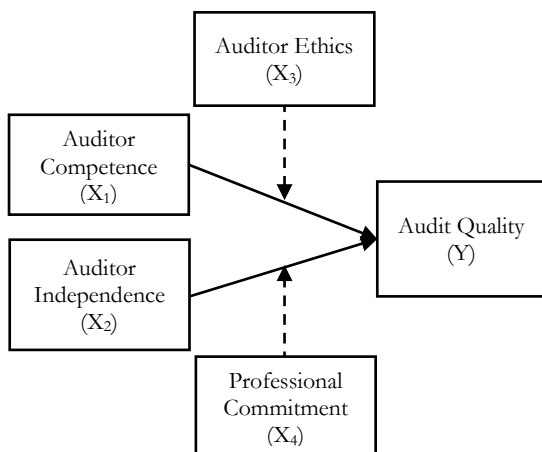 Auditor Ethics
(X₃)
Auditor
Competence
(X₁)
Audit Quality
(Y)
Auditor
Independence
(X₂)
Professional
Commitment
(X₄)